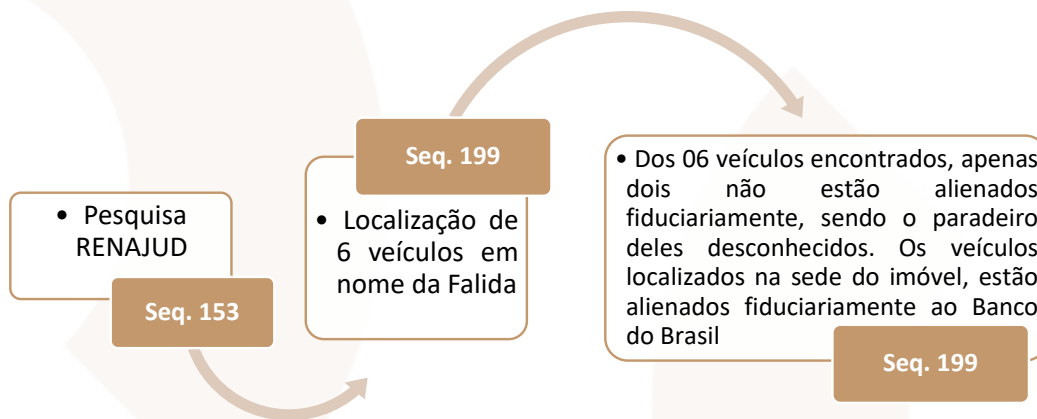 • Pesquisa
RENAJUD
Seq. 153
Seq. 199
• Localização de
6 veículos em
nome da Falida
• Dos 06 veículos encontrados, apenas
dois não estão alienados
fiduciariamente, sendo o paradeiro
deles desconhecidos. Os veículos
localizados na sede do imóvel, estão
alienados fiduciariamente ao Banco
do Brasil
Seq. 199